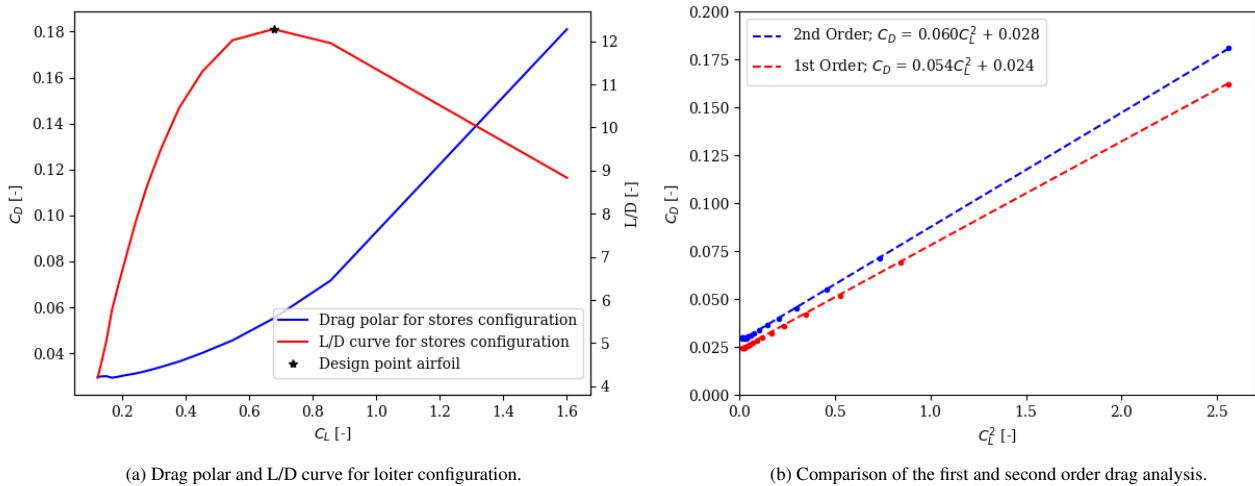 0.18
0.16
0.14
0.12
0.10
0.08
0.06
0.04
C_D [-]
0.2 0.4 0.6 0.8 1.0 1.2 1.4 1.6
C_L [-]
12
11
10
9
8
7
6
5
4
L/D [-]
Drag polar for stores configuration
L/D curve for stores configuration
Design point airfoil
(a) Drag polar and L/D curve for loiter configuration.
0.200
0.175
0.150
0.125
0.100
0.075
0.050
0.025
0.000
C_D [-]
2nd Order; C_D = 0.060C_L^2 + 0.028
1st Order; C_D = 0.054C_L^2 + 0.024
0.0 0.5 1.0 1.5 2.0 2.5
C_L^2 [-]
(b) Comparison of the first and second order drag analysis.